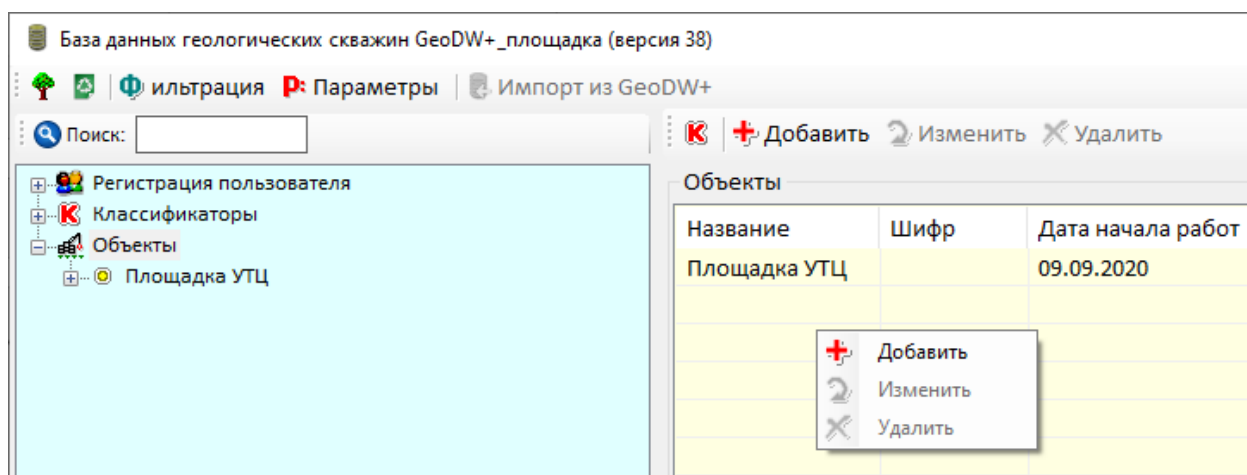 База данных геологических скважин GeoDW+_площадка (версия 38)
Фильтрация P: Параметры Импорт из GeoDW+
Поиск:
К Добавить Изменить Удалить
Регистрация пользователя
К Классификаторы
Объекты
Площадка УТЦ
Объекты
Название Шифр Дата начала работ
Площадка УТЦ 09.09.2020
Добавить
Изменить
Удалить